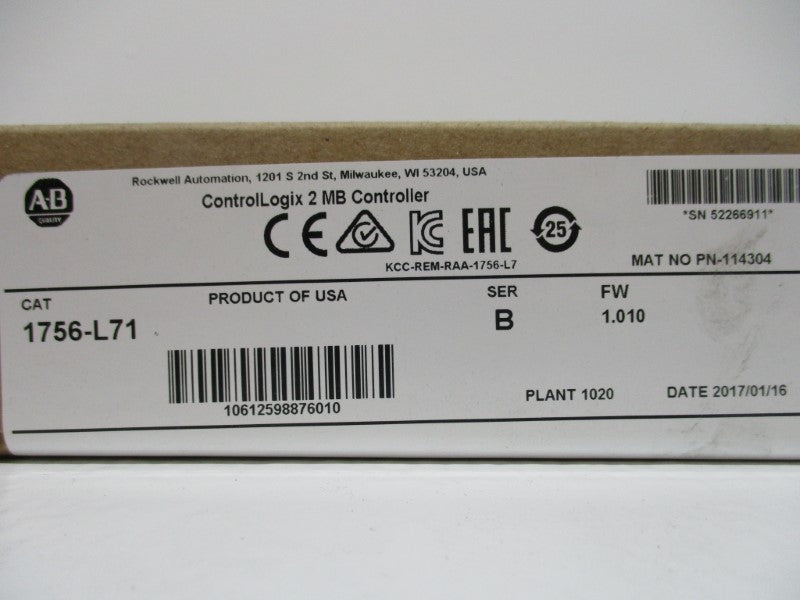 Rockwell Automation, 1201 S 2nd St, Milwaukee, WI 53204, USA
A-B
QUALITY
ControlLogix 2 MB Controller
*SN 52266911*
CE KC EAC 25
KCC-REM-RAA-1756-L7
MAT NO PN-114304
CAT
PRODUCT OF USA
SER
FW
1756-L71
B
1.010
10612598876010
PLANT 1020
DATE 2017/01/16